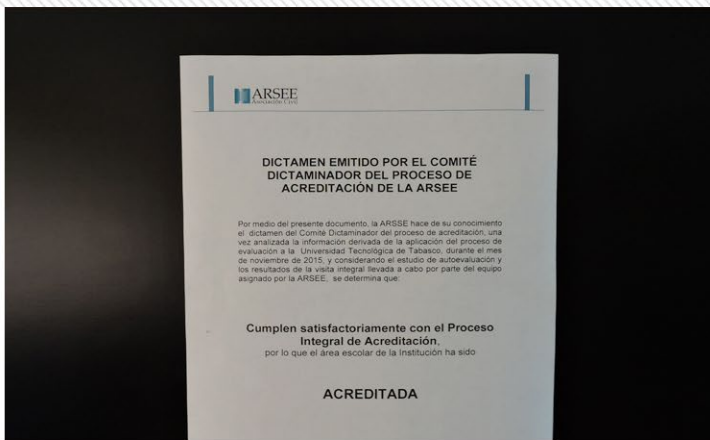 ARSEE
Asociación Civil
DICTAMEN EMITIDO POR EL COMITÉ
DICTAMINADOR DEL PROCESO DE
ACREDITACIÓN DE LA ARSEE
Por medio del presente documento, la ARSSE hace de su conocimiento
el dictamen del Comité Dictaminador del proceso de acreditación, una
vez analizada la información derivada de la aplicación del proceso de
evaluación a la Universidad Tecnológica de Tabasco, durante el mes
de noviembre de 2015, y considerando el estudio de autoevaluación y
los resultados de la visita integral llevada a cabo por parte del equipo
asignado por la ARSEE, se determina que:
Cumplen satisfactoriamente con el Proceso
Integral de Acreditación,
por lo que el área escolar de la Institución ha sido
ACREDITADA